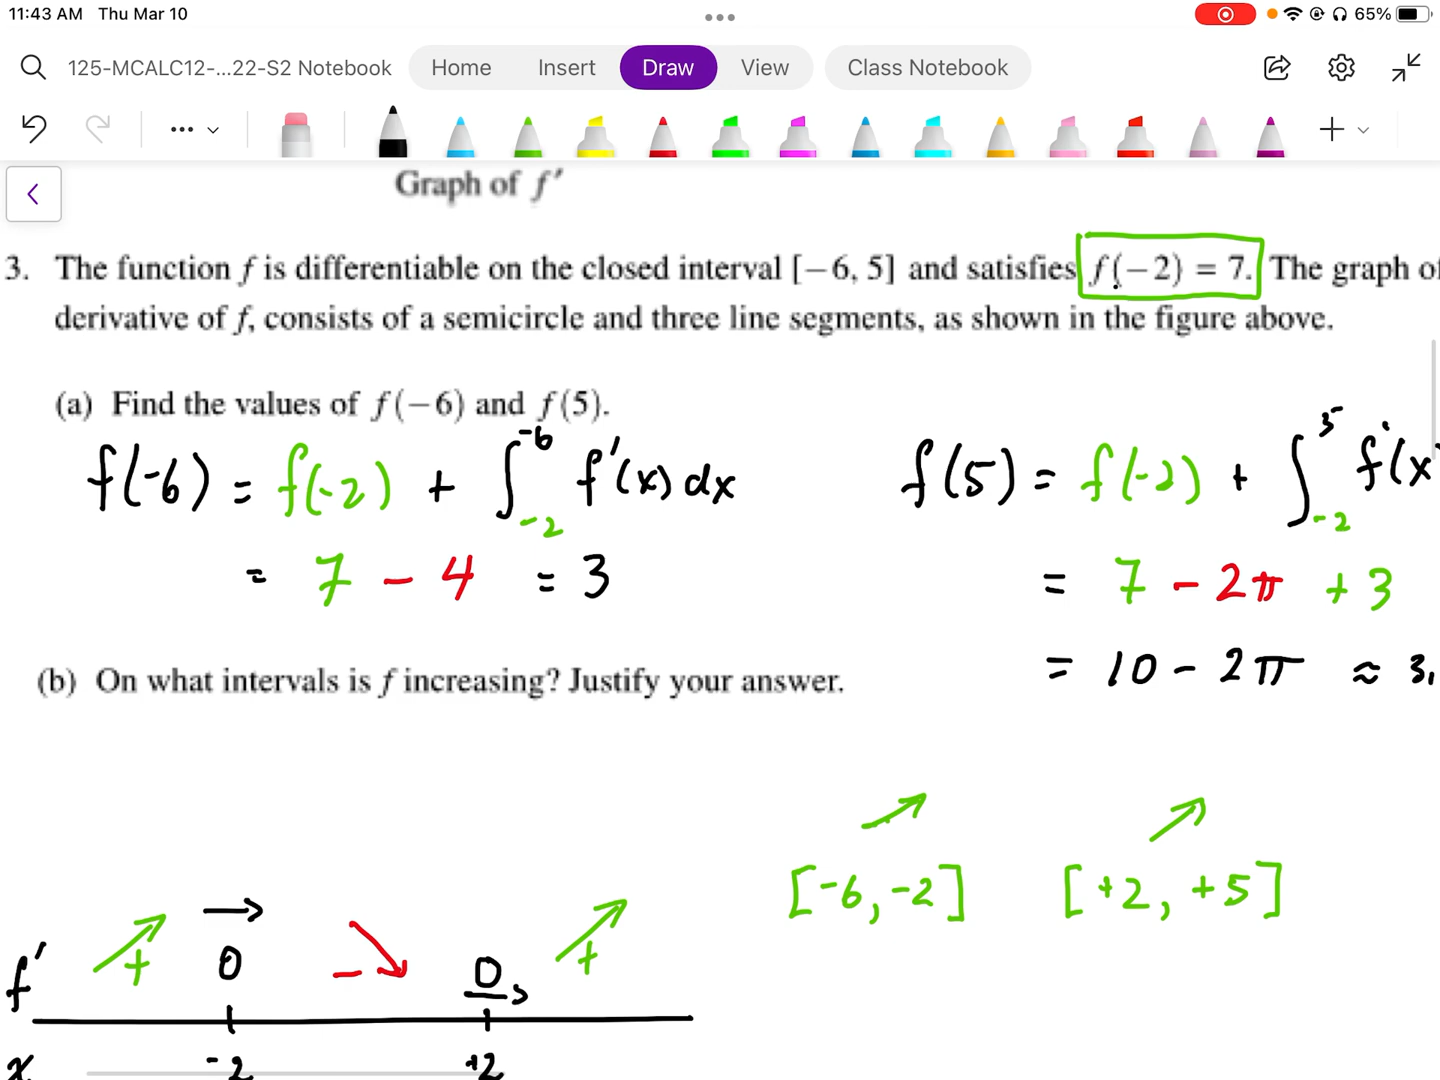 11:43 AM Thu Mar 10
65%
125-MCALC12-...22-S2 Notebook Home Insert Draw View Class Notebook
Graph of f′
3. The function f is differentiable on the closed interval [−6, 5] and satisfies f(−2) = 7. The graph of
derivative of f, consists of a semicircle and three line segments, as shown in the figure above.
(a) Find the values of f(−6) and f(5).
f(-6) = f(-2) + ∫_{-2}^{-6} f'(x) dx
= 7 - 4 = 3
f(5) = f(-2) + ∫_{-2}^{5} f'(x
= 7 - 2π + 3
= 10 - 2π ≈ 3.
(b) On what intervals is f increasing? Justify your answer.
[-6, -2] [+2, +5]
f' + 0 - 0 +
x -2 +2